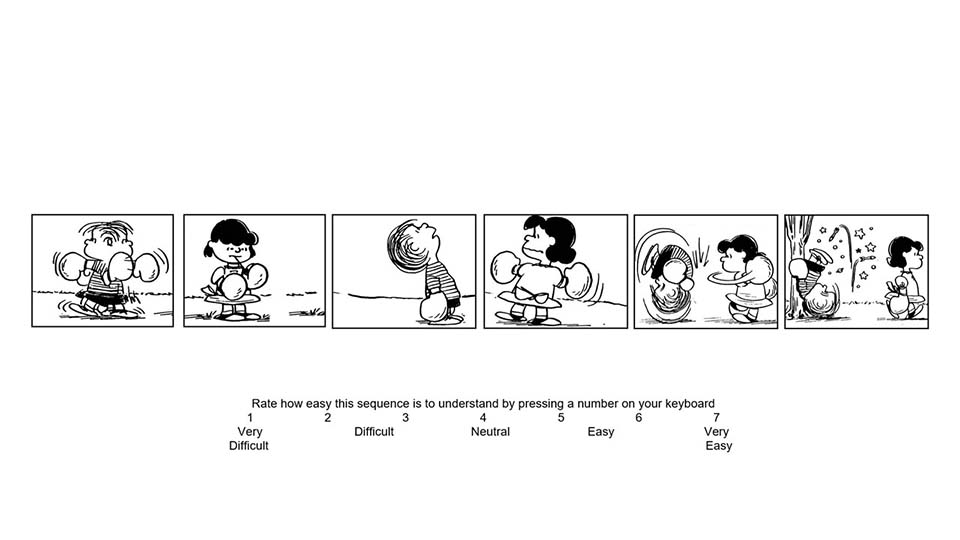 Rate how easy this sequence is to understand by pressing a number on your keyboard
1 2 3 4 5 6 7
Very Difficult Neutral Easy Very
Difficult Easy